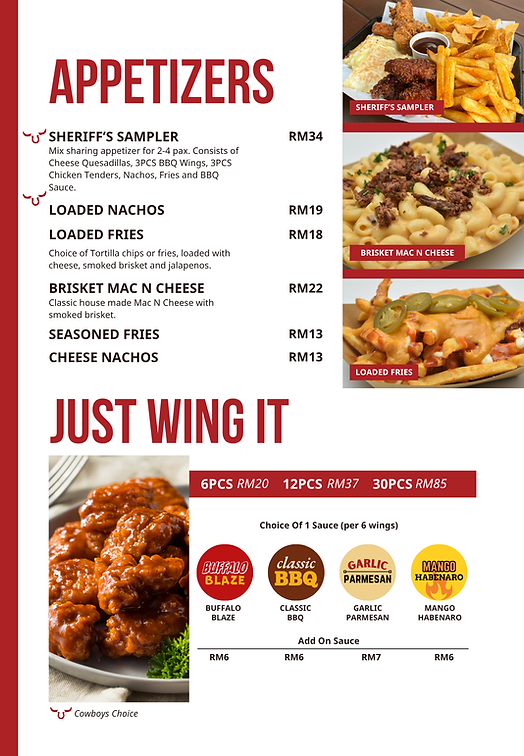 APPETIZERS
SHERIFF'S SAMPLER RM34
Mix sharing appetizer for 2-4 pax. Consists of
Cheese Quesadillas, 3PCS BBQ Wings, 3PCS
Chicken Tenders, Nachos, Fries and BBQ
Sauce.
LOADED NACHOS RM19
LOADED FRIES RM18
Choice of Tortilla chips or fries, loaded with
cheese, smoked brisket and jalapenos.
BRISKET MAC N CHEESE RM22
Classic house made Mac N Cheese with
smoked brisket.
SEASONED FRIES RM13
CHEESE NACHOS RM13
SHERIFF'S SAMPLER
BRISKET MAC N CHEESE
LOADED FRIES
JUST WING IT
6PCS RM20 12PCS RM37 30PCS RM85
Choice Of 1 Sauce (per 6 wings)
BUFFALO
BLAZE
classic
BBQ
GARLIC
PARMESAN
MANGO
HABENARO
BUFFALO
BLAZE
CLASSIC
BBQ
GARLIC
PARMESAN
MANGO
HABENARO
Add On Sauce
RM6 RM6 RM7 RM6
Cowboys Choice